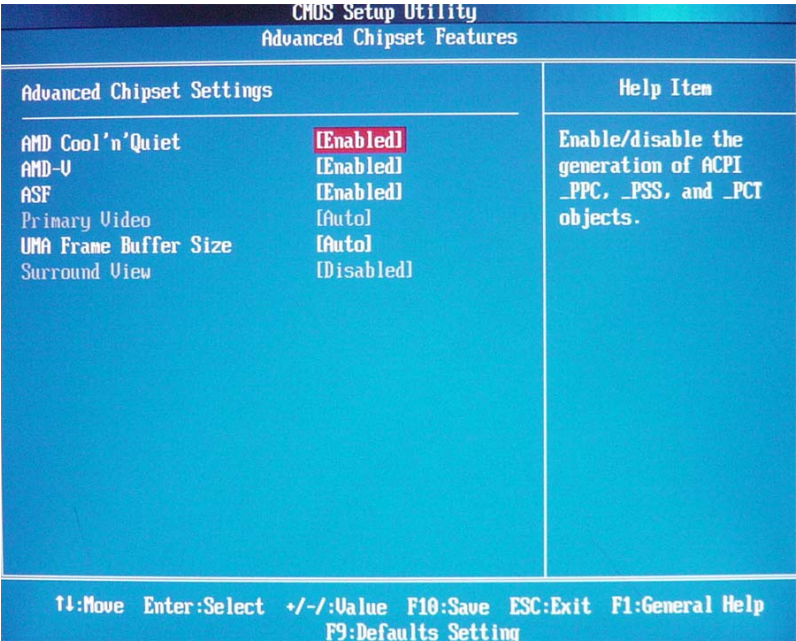 CMOS Setup Utility
Advanced Chipset Features
Advanced Chipset Settings
AMD Cool'n'Quiet [Enabled]
AMD-V [Enabled]
ASF [Enabled]
Primary Video [Auto]
UMA Frame Buffer Size [Auto]
Surround View [Disabled]
Help Item
Enable/disable the
generation of ACPI
_PPC, _PSS, and _PCT
objects.
↑↓:Move Enter:Select +/-/:Value F10:Save ESC:Exit F1:General Help
F9:Defaults Setting